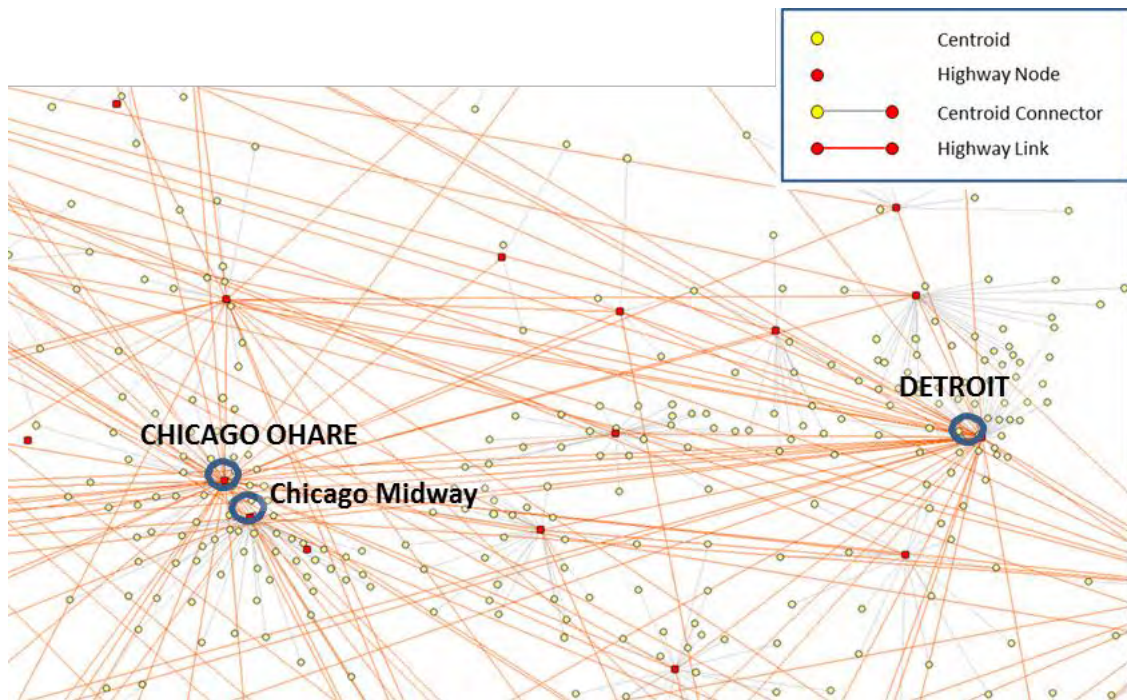 Centroid
Highway Node
Centroid Connector
Highway Link
DETROIT
CHICAGO OHARE
Chicago Midway